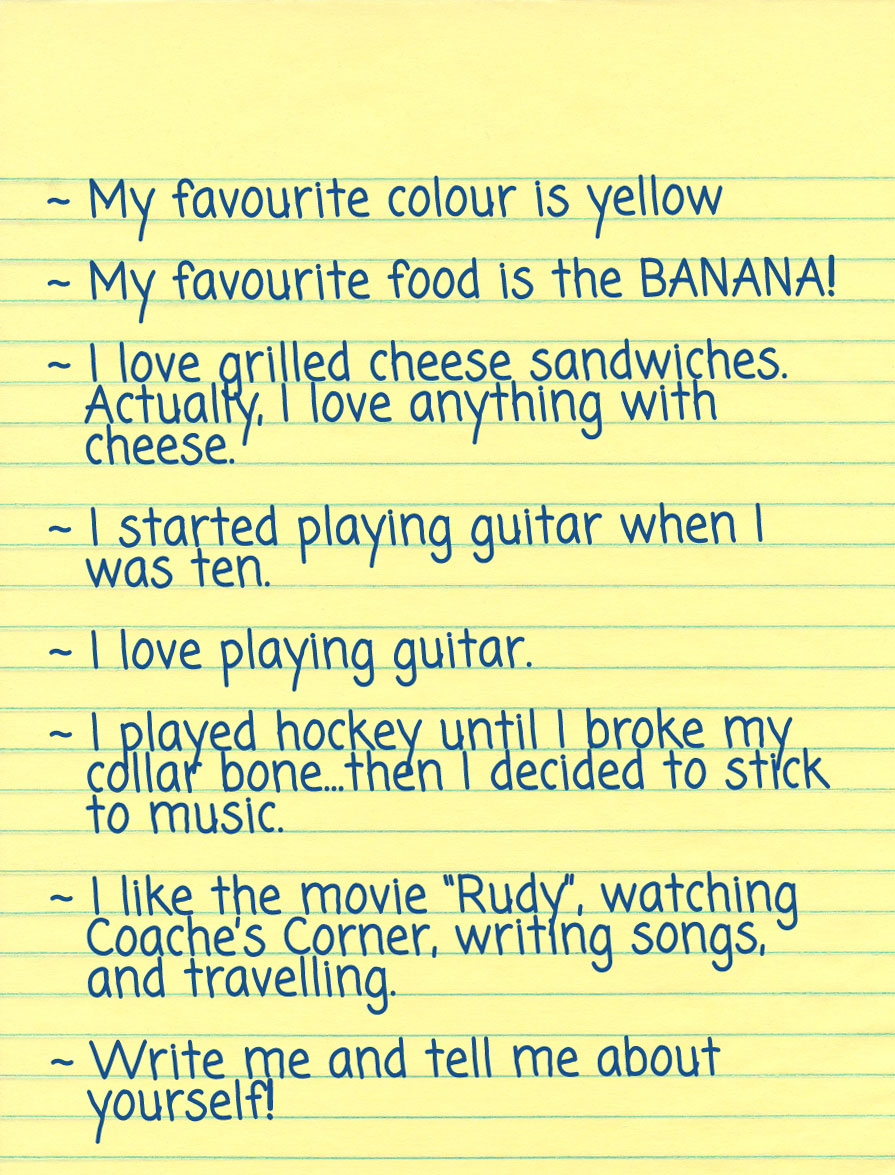 ~ My favourite colour is yellow
~ My favourite food is the BANANA!
~ I love grilled cheese sandwiches.
Actually, I love anything with
cheese.
~ I started playing guitar when I
was ten.
~ I love playing guitar.
~ I played hockey until I broke my
collar bone...then I decided to stick
to music.
~ I like the movie "Rudy", watching
Coache's Corner, writing songs,
and travelling.
~ Write me and tell me about
yourself!